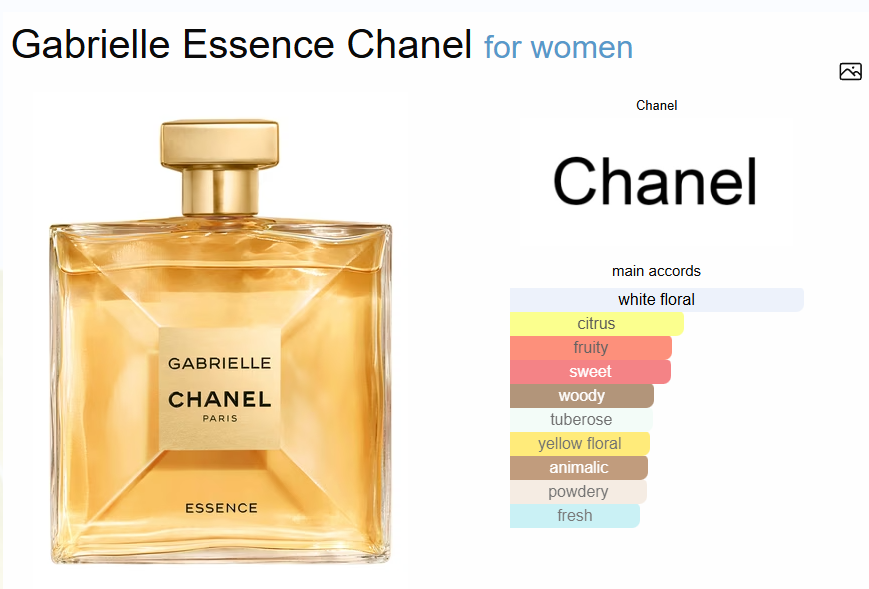 Gabrielle Essence Chanel for women
Chanel
Chanel
GABRIELLE
CHANEL
PARIS
ESSENCE
main accords
white floral
citrus
fruity
sweet
woody
tuberose
yellow floral
animalic
powdery
fresh